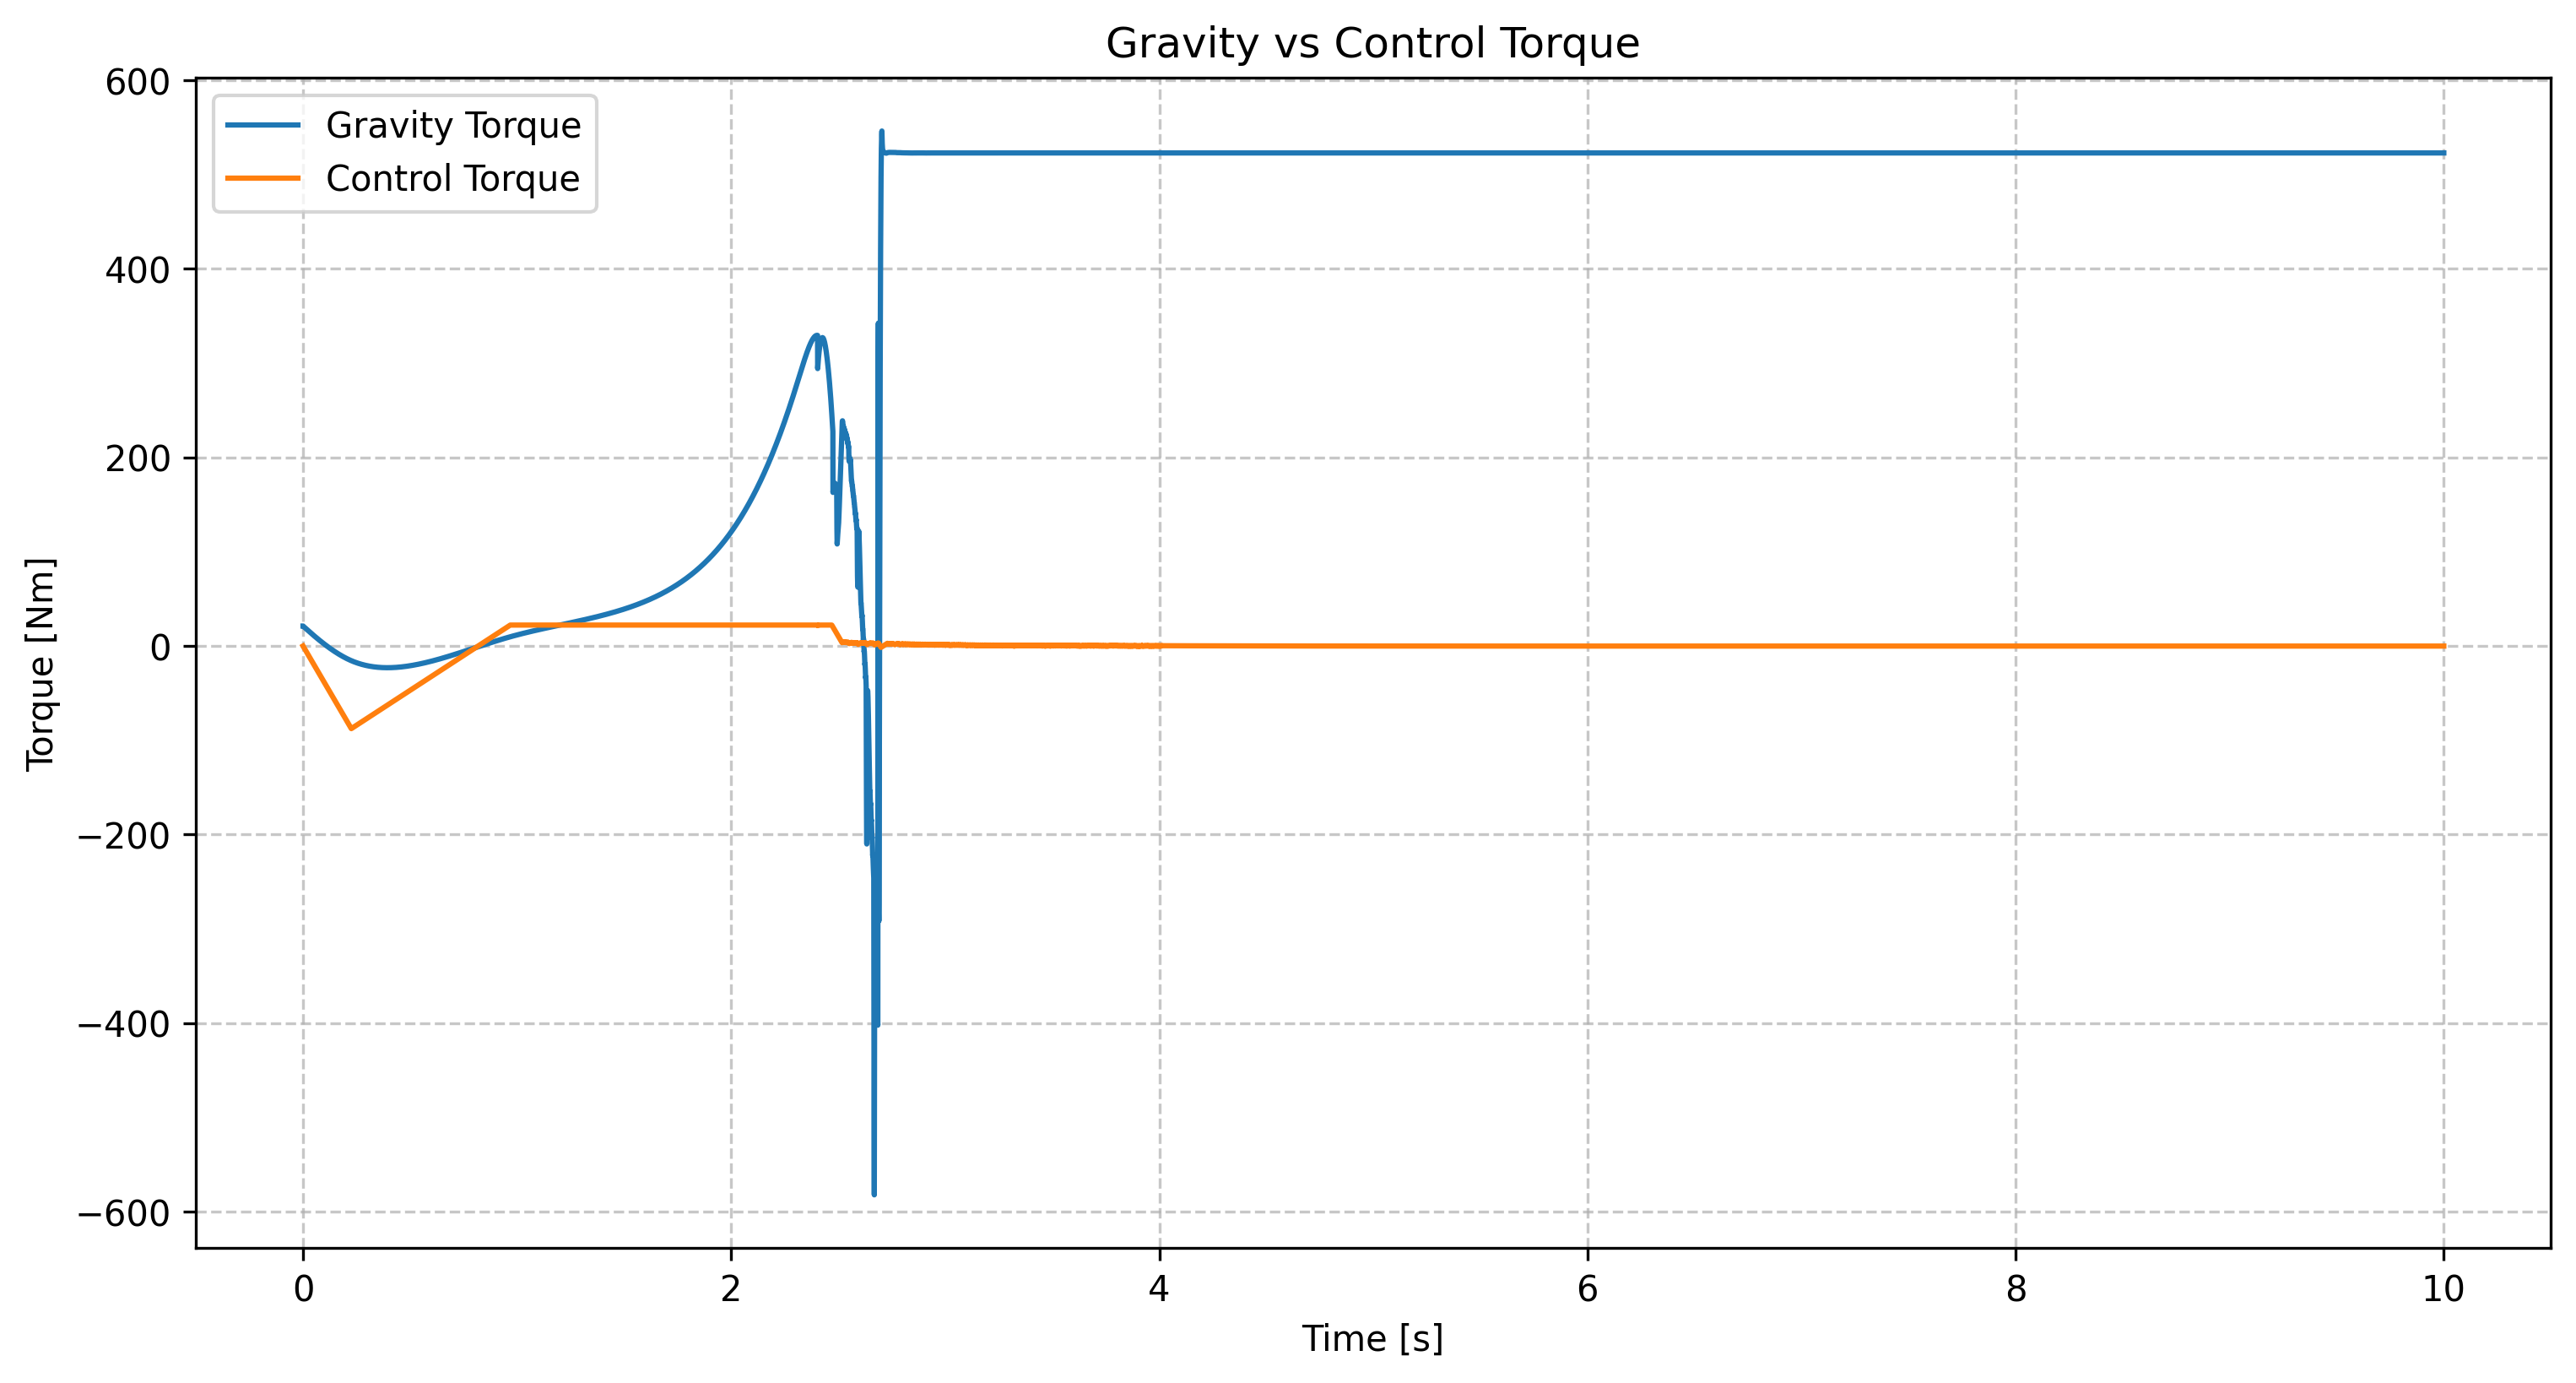 Gravity vs Control Torque
Gravity Torque
Control Torque
600
400
200
0
−200
−400
−600
Torque [Nm]
0 2 4 6 8 10
Time [s]